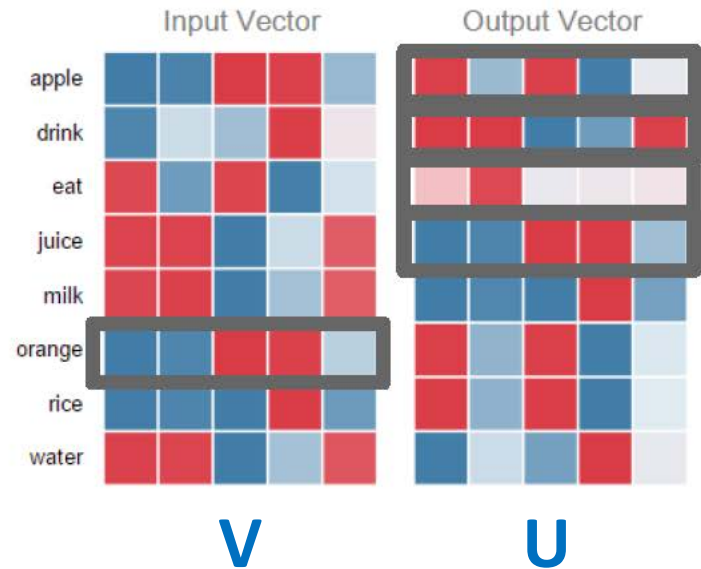 Input Vector Output Vector
apple
drink
eat
juice
milk
orange
rice
water
V U